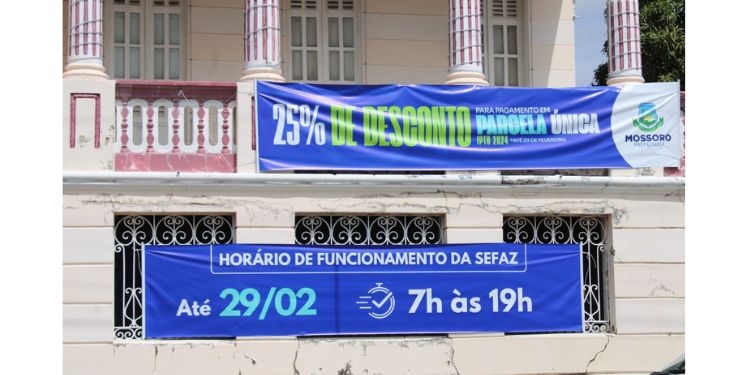 25% DE DESCONTO
PARA PAGAMENTO EM
PARCELA ÚNICA
IPTU 2024 *ATÉ 29 DE FEVEREIRO
MOSSORÓ
PREFEITURA
HORÁRIO DE FUNCIONAMENTO DA SEFAZ
Até 29/02 7h às 19h